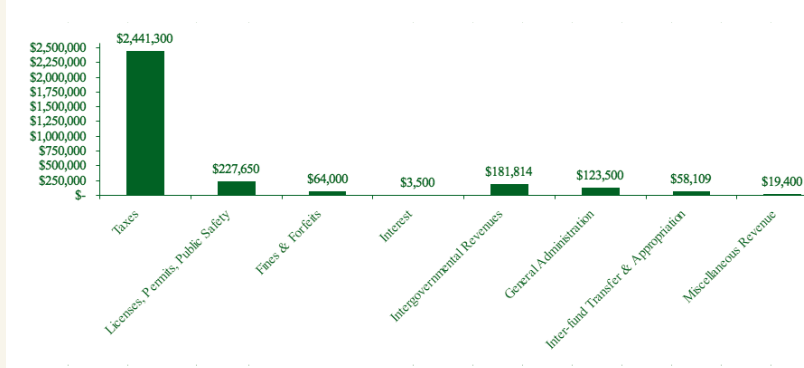 $2,441,300
$2,500,000
$2,250,000
$2,000,000
$1,750,000
$1,500,000
$1,250,000
$1,000,000
$750,000
$500,000
$250,000
$-
$227,650
$64,000
$3,500
$181,814
$123,500
$58,109
$19,400
Taxes
Licenses, Permits, Public Safety
Fines & Forfeits
Interest
Intergovernmental Revenues
General Administration
Inter-fund Transfer & Appropriation
Miscellaneous Revenue